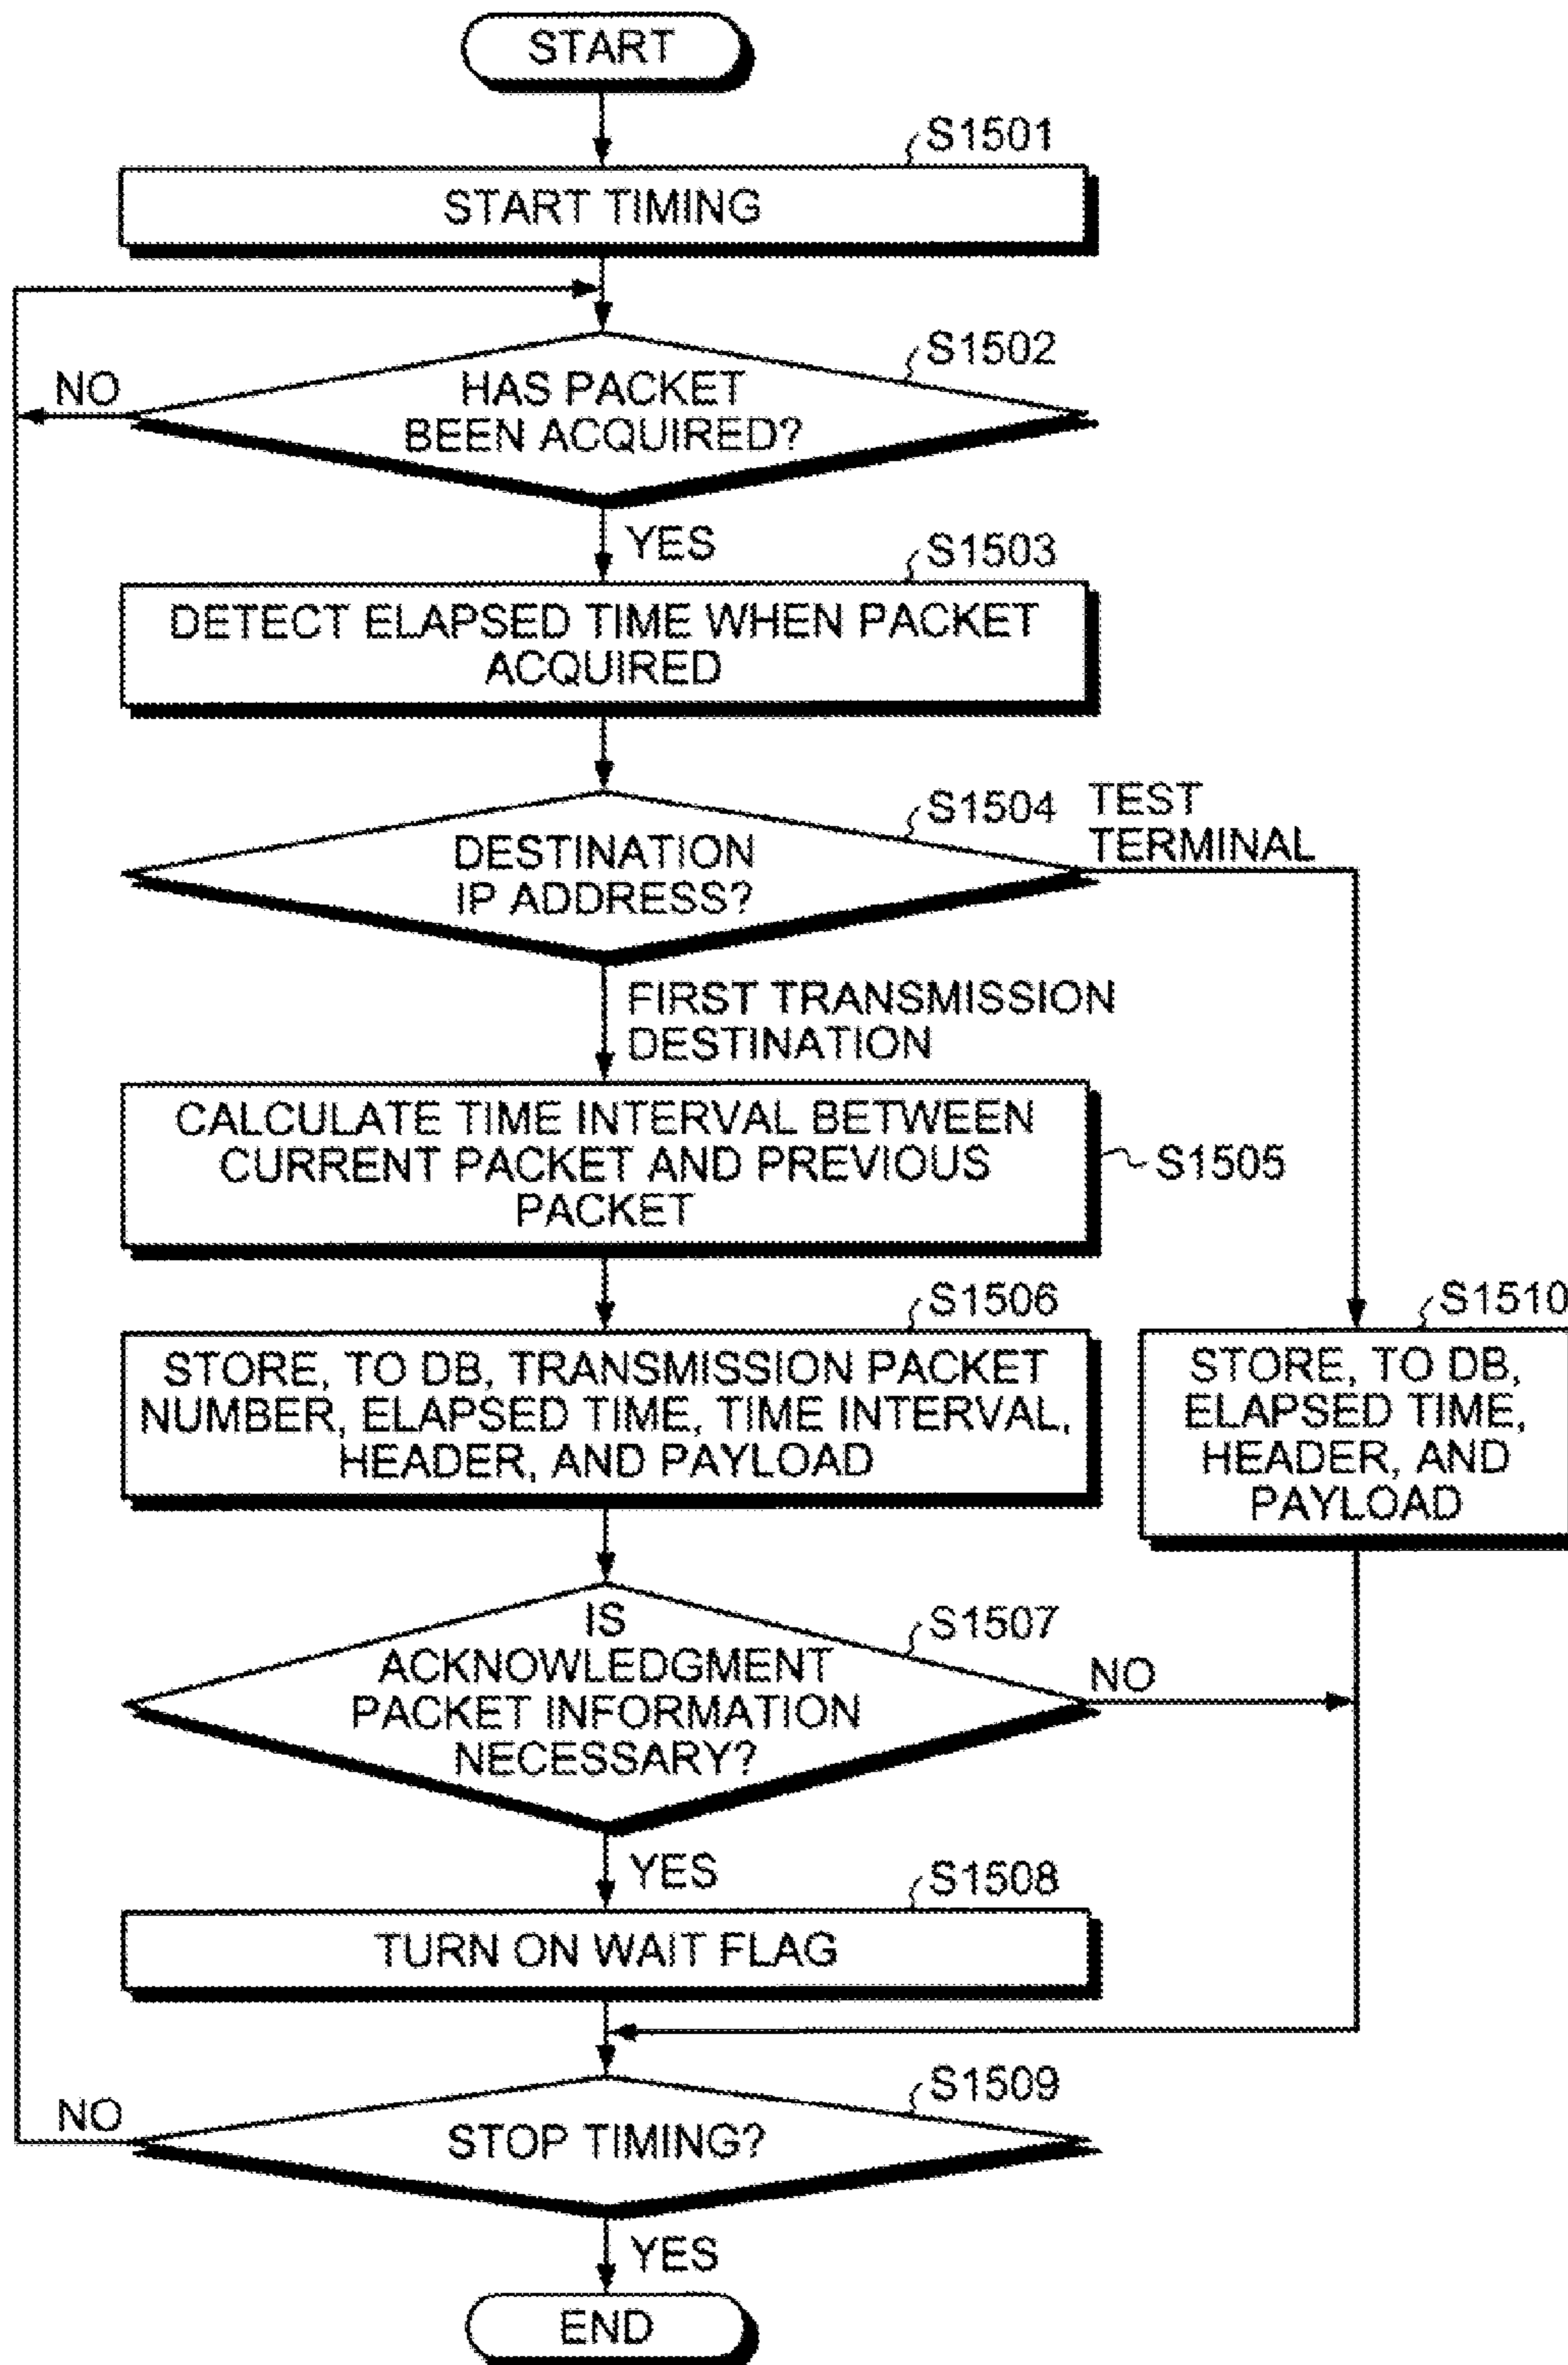 START
S1501
START TIMING
S1502
NO
HAS PACKET
BEEN ACQUIRED?
YES
S1503
DETECT ELAPSED TIME WHEN PACKET
ACQUIRED
S1504
TEST
TERMINAL
DESTINATION
IP ADDRESS?
FIRST TRANSMISSION
DESTINATION
CALCULATE TIME INTERVAL BETWEEN
CURRENT PACKET AND PREVIOUS
PACKET
S1505
S1506
STORE, TO DB, TRANSMISSION PACKET
NUMBER, ELAPSED TIME, TIME INTERVAL,
HEADER, AND PAYLOAD
S1510
STORE, TO DB,
ELAPSED TIME,
HEADER, AND
PAYLOAD
S1507
IS
ACKNOWLEDGMENT
PACKET INFORMATION
NECESSARY?
NO
YES
S1508
TURN ON WAIT FLAG
S1509
NO
STOP TIMING?
YES
END